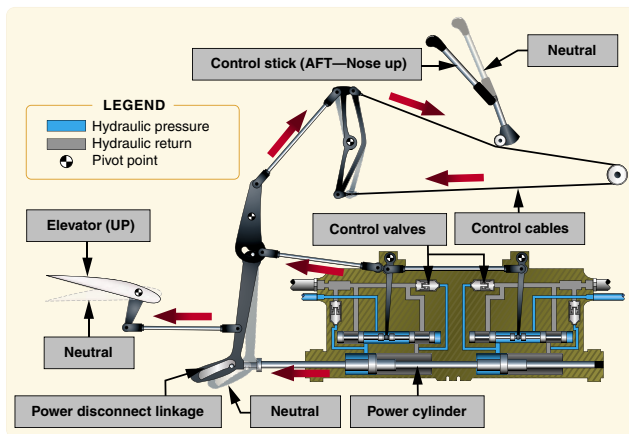 Control stick (AFT—Nose up)
Neutral
LEGEND
Hydraulic pressure
Hydraulic return
Pivot point
Elevator (UP)
Control valves
Control cables
Neutral
Power disconnect linkage
Neutral
Power cylinder